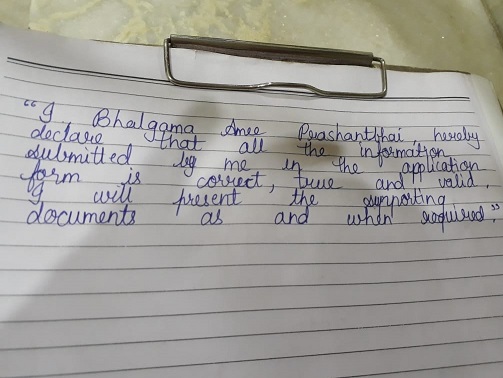 “I Bhalgama Amee Prashantbhai hereby
declare that all the information
submitted by me in the application
form is correct, true and valid.
I will present the supporting
documents as and when required.”